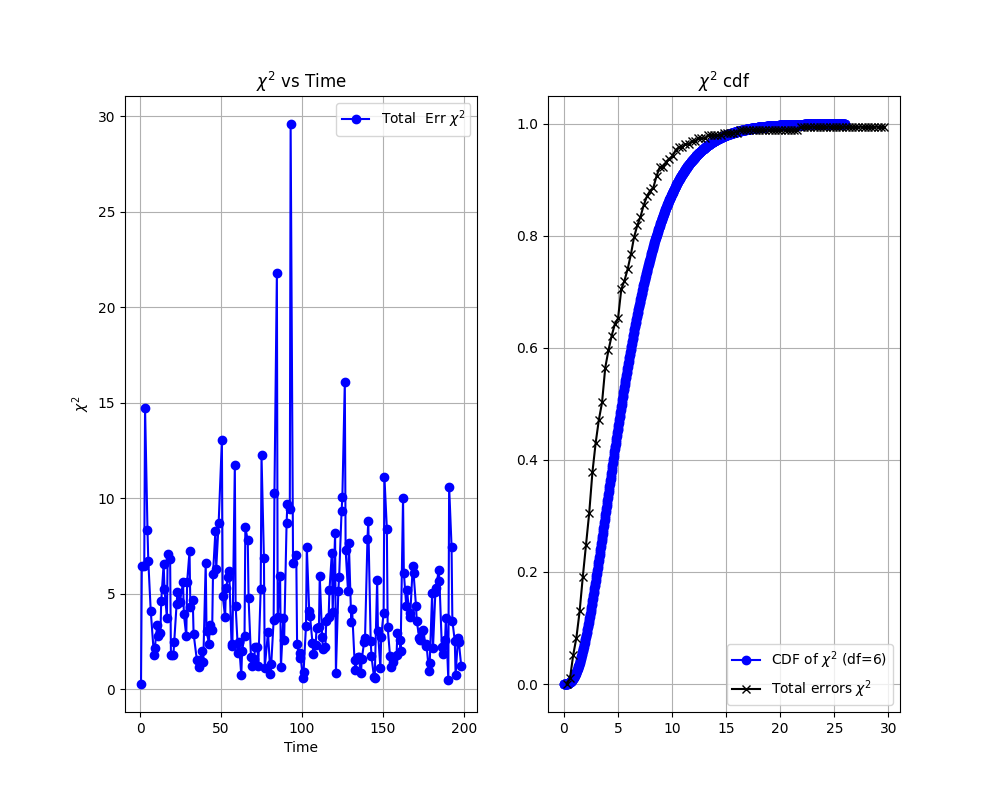 χ² vs Time
30
25
20
15
10
5
0
χ²
0 50 100 150 200
Time
Total Err χ²
χ² cdf
1.0
0.8
0.6
0.4
0.2
0.0
0 5 10 15 20 25 30
CDF of χ² (df=6)
Total errors χ²